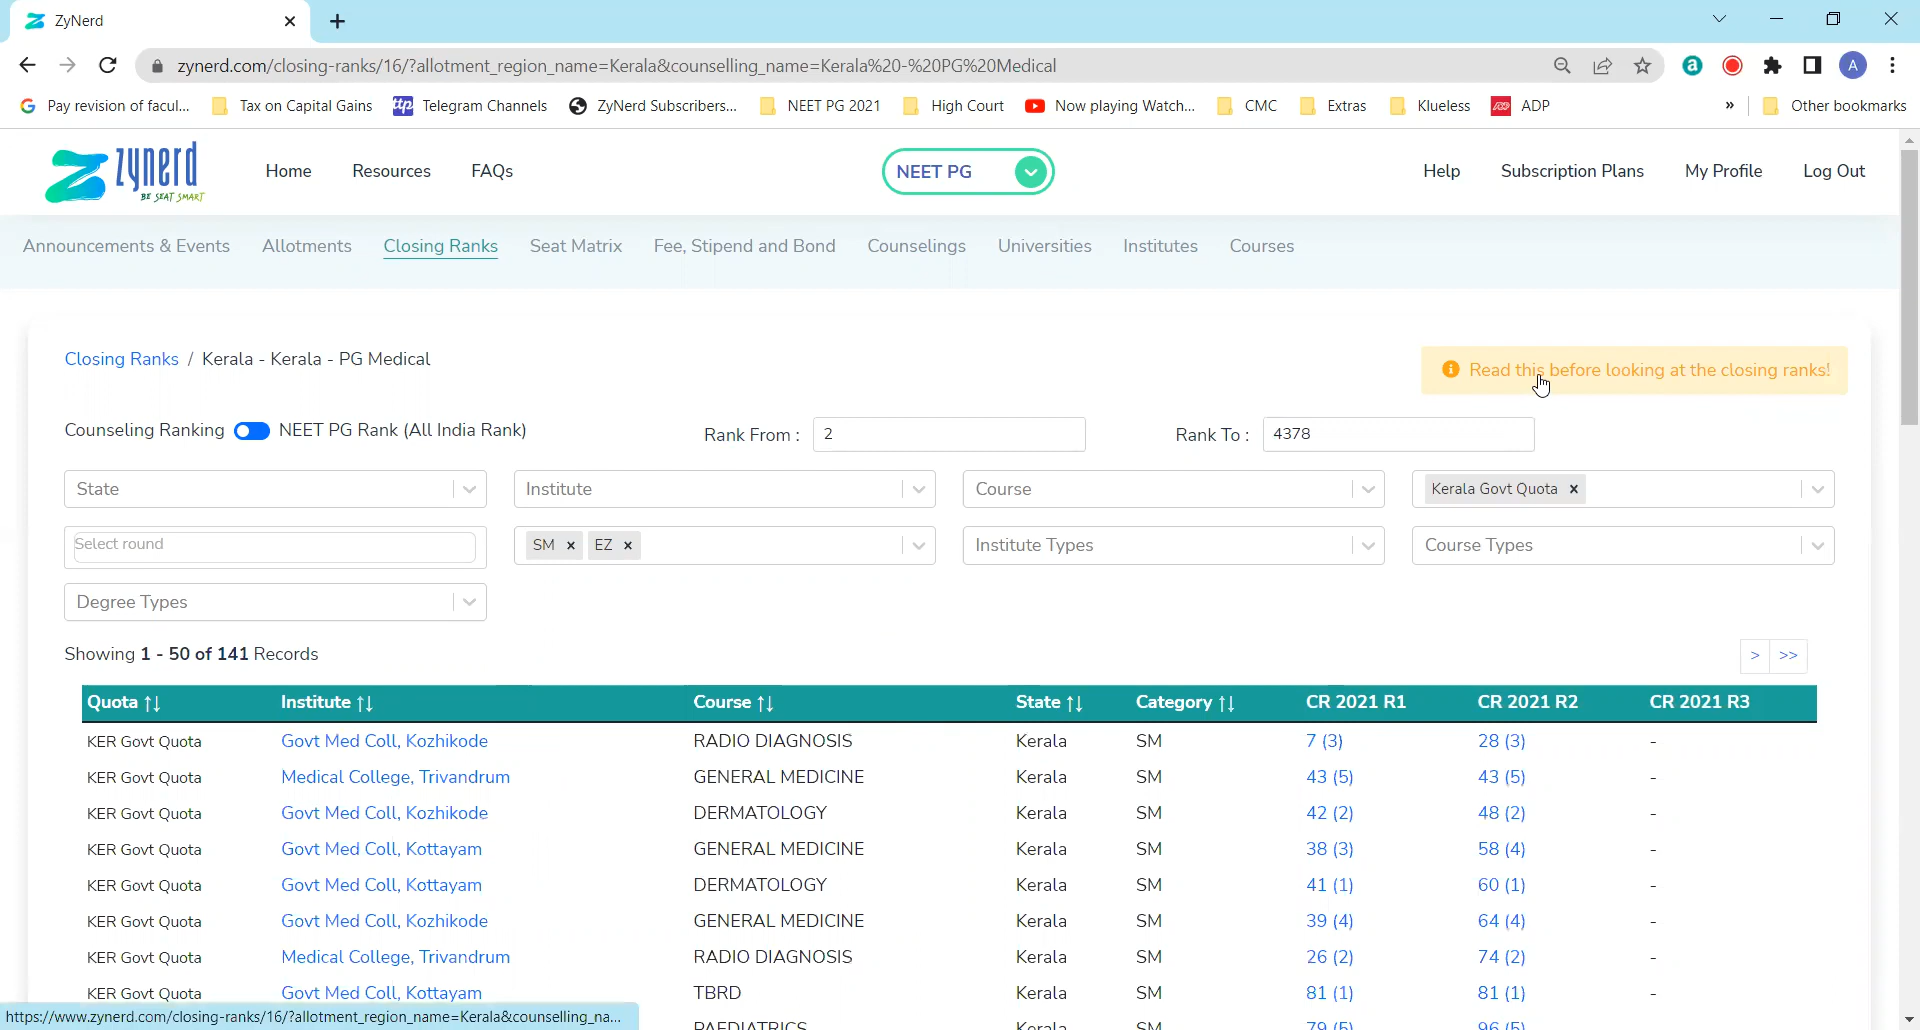 ZyNerd
zynerd.com/closing-ranks/16/?allotment_region_name=Kerala&counselling_name=Kerala%20-%20PG%20Medical
A
Pay revision of facul... Tax on Capital Gains Telegram Channels ZyNerd Subscribers... NEET PG 2021 High Court Now playing Watch... CMC Extras Klueless ADP » Other bookmarks
zynerd
BE SEAT SMART
Home Resources FAQs NEET PG Help Subscription Plans My Profile Log Out
Announcements & Events Allotments Closing Ranks Seat Matrix Fee, Stipend and Bond Counselings Universities Institutes Courses
Closing Ranks / Kerala - Kerala - PG Medical
Read this before looking at the closing ranks!
Counseling Ranking NEET PG Rank (All India Rank) Rank From : 2 Rank To : 4378
State Institute Course Kerala Govt Quota ×
Select round SM × EZ × Institute Types Course Types
Degree Types
Showing 1 - 50 of 141 Records > >>
Quota ↑↓ Institute ↑↓ Course ↑↓ State ↑↓ Category ↑↓ CR 2021 R1 CR 2021 R2 CR 2021 R3
KER Govt Quota Govt Med Coll, Kozhikode RADIO DIAGNOSIS Kerala SM 7 (3) 28 (3) -
KER Govt Quota Medical College, Trivandrum GENERAL MEDICINE Kerala SM 43 (5) 43 (5) -
KER Govt Quota Govt Med Coll, Kozhikode DERMATOLOGY Kerala SM 42 (2) 48 (2) -
KER Govt Quota Govt Med Coll, Kottayam GENERAL MEDICINE Kerala SM 38 (3) 58 (4) -
KER Govt Quota Govt Med Coll, Kottayam DERMATOLOGY Kerala SM 41 (1) 60 (1) -
KER Govt Quota Govt Med Coll, Kozhikode GENERAL MEDICINE Kerala SM 39 (4) 64 (4) -
KER Govt Quota Medical College, Trivandrum RADIO DIAGNOSIS Kerala SM 26 (2) 74 (2) -
KER Govt Quota Govt Med Coll, Kottayam TBRD Kerala SM 81 (1) 81 (1) -
PAEDIATRICS Kerala SM 79 (5) 96 (5)
https://www.zynerd.com/closing-ranks/16/?allotment_region_name=Kerala&counselling_na...